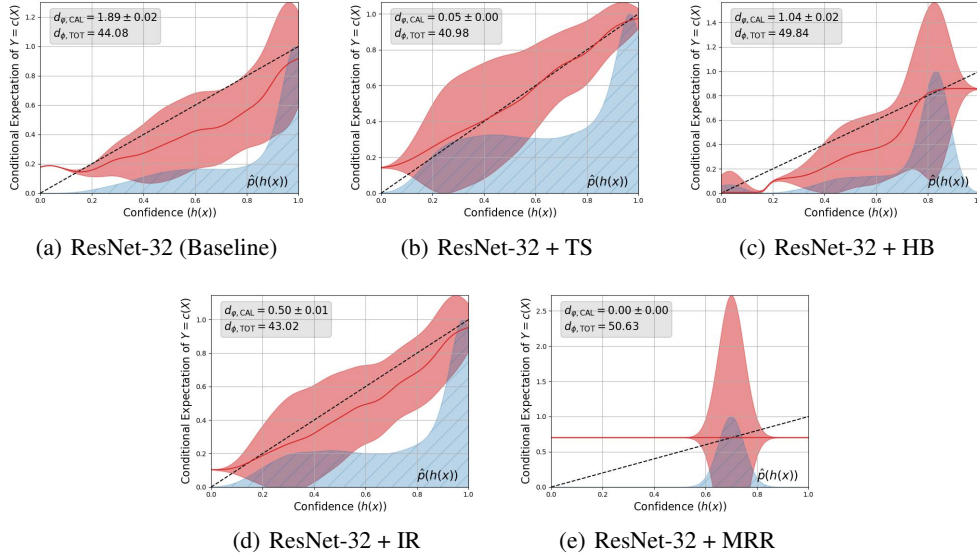 Conditional Expectation of Y = c(X)
d_{φ, CAL} = 1.89 ± 0.02
d_{ϕ, TOT} = 44.08
1.2
1.0
0.8
0.6
0.4
0.2
0.0
p̂(h(x))
0.0 0.2 0.4 0.6 0.8 1.0
Confidence (h(x))
(a) ResNet-32 (Baseline)
Conditional Expectation of Y = c(X)
d_{φ, CAL} = 0.05 ± 0.00
d_{ϕ, TOT} = 40.98
1.0
0.8
0.6
0.4
0.2
0.0
p̂(h(x))
0.0 0.2 0.4 0.6 0.8 1.0
Confidence (h(x))
(b) ResNet-32 + TS
Conditional Expectation of Y = c(X)
d_{φ, CAL} = 1.04 ± 0.02
d_{ϕ, TOT} = 49.84
1.4
1.2
1.0
0.8
0.6
0.4
0.2
0.0
p̂(h(x))
0.0 0.2 0.4 0.6 0.8 1.0
Confidence (h(x))
(c) ResNet-32 + HB
Conditional Expectation of Y = c(X)
d_{φ, CAL} = 0.50 ± 0.01
d_{ϕ, TOT} = 43.02
1.0
0.8
0.6
0.4
0.2
0.0
p̂(h(x))
0.0 0.2 0.4 0.6 0.8 1.0
Confidence (h(x))
(d) ResNet-32 + IR
Conditional Expectation of Y = c(X)
d_{φ, CAL} = 0.00 ± 0.00
d_{ϕ, TOT} = 50.63
2.5
2.0
1.5
1.0
0.5
0.0
p̂(h(x))
0.0 0.2 0.4 0.6 0.8 1.0
Confidence (h(x))
(e) ResNet-32 + MRR